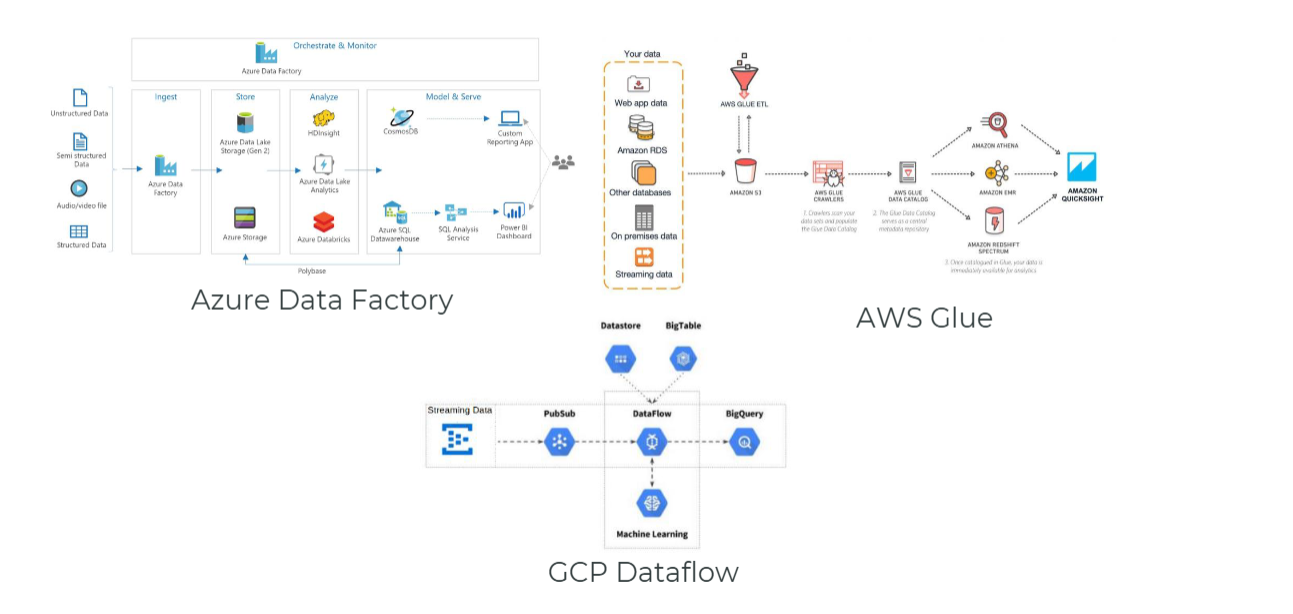 Orchestrate & Monitor
Azure Data Factory
Unstructured Data
Semi structured
Data
Audio/video file
Structured Data
Ingest
Azure Data
Factory
Store
Azure Data Lake
Storage (Gen 2)
Azure Storage
Analyze
HDInsight
Azure Data Lake
Analytics
Azure Databricks
Model & Serve
CosmosDB
Custom
Reporting App
Azure SQL
Datawarehouse
SQL Analysis
Service
Power BI
Dashboard
Polybase
Azure Data Factory
Your data
Web app data
Amazon RDS
Other databases
On premises data
Streaming data
AWS GLUE ETL
AMAZON S3
AWS GLUE
CRAWLERS
1. Crawlers scan your
data sets and populate
the Glue Data Catalog
AWS GLUE
DATA CATALOG
2. The Glue Data Catalog
serves as a central
metadata repository
AMAZON ATHENA
AMAZON EMR
AMAZON REDSHIFT
SPECTRUM
3. Once catalogued in Glue, your data is
immediately available for analytics
AMAZON
QUICKSIGHT
AWS Glue
Datastore
BigTable
Streaming Data
PubSub
DataFlow
BigQuery
Machine Learning
GCP Dataflow